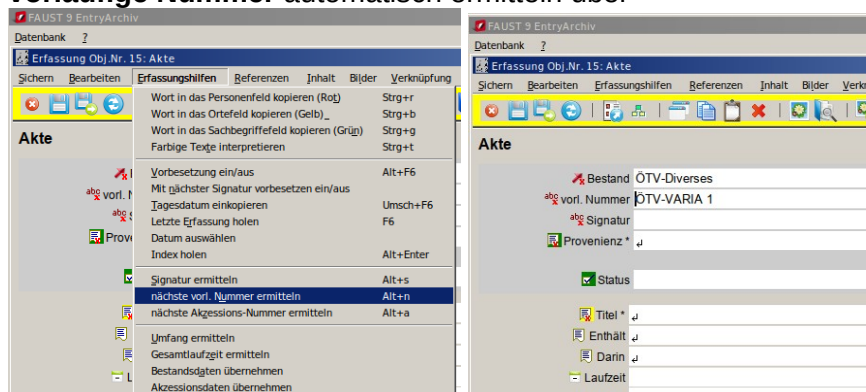 Vorläufige Nummer automatisch ermitteln über
FAUST 9 EntryArchiv
Datenbank ?
Erfassung Obj.Nr. 15: Akte
Sichern Bearbeiten Erfassungshilfen Referenzen Inhalt Bilder Verknüpfung
Akte
vorl. N
Prove
Wort in das Personenfeld kopieren (Rot) Strg+r
Wort in das Ortefeld kopieren (Gelb)_ Strg+b
Wort in das Sachbegriffefeld kopieren (Grün) Strg+g
Farbige Texte interpretieren Strg+t
Vorbesetzung ein/aus Alt+F6
Mit nächster Signatur vorbesetzen ein/aus
Tagesdatum einkopieren Umsch+F6
Letzte Erfassung holen F6
Datum auswählen
Index holen Alt+Enter
Signatur ermitteln Alt+s
nächste vorl. Nummer ermitteln Alt+n
nächste Akzessions-Nummer ermitteln Alt+a
Umfang ermitteln
Gesamtlaufzeit ermitteln
Bestandsdaten übernehmen
Akzessionsdaten übernehmen
FAUST 9 EntryArchiv
Datenbank ?
Erfassung Obj.Nr. 15: Akte
Sichern Bearbeiten Erfassungshilfen Referenzen Inhalt Bilder Verkn
Akte
Bestand ÖTV-Diverses
abc vorl. Nummer ÖTV-VARIA 1
abc Signatur
Provenienz *
Status
Titel *
Enthält
Darin
Laufzeit